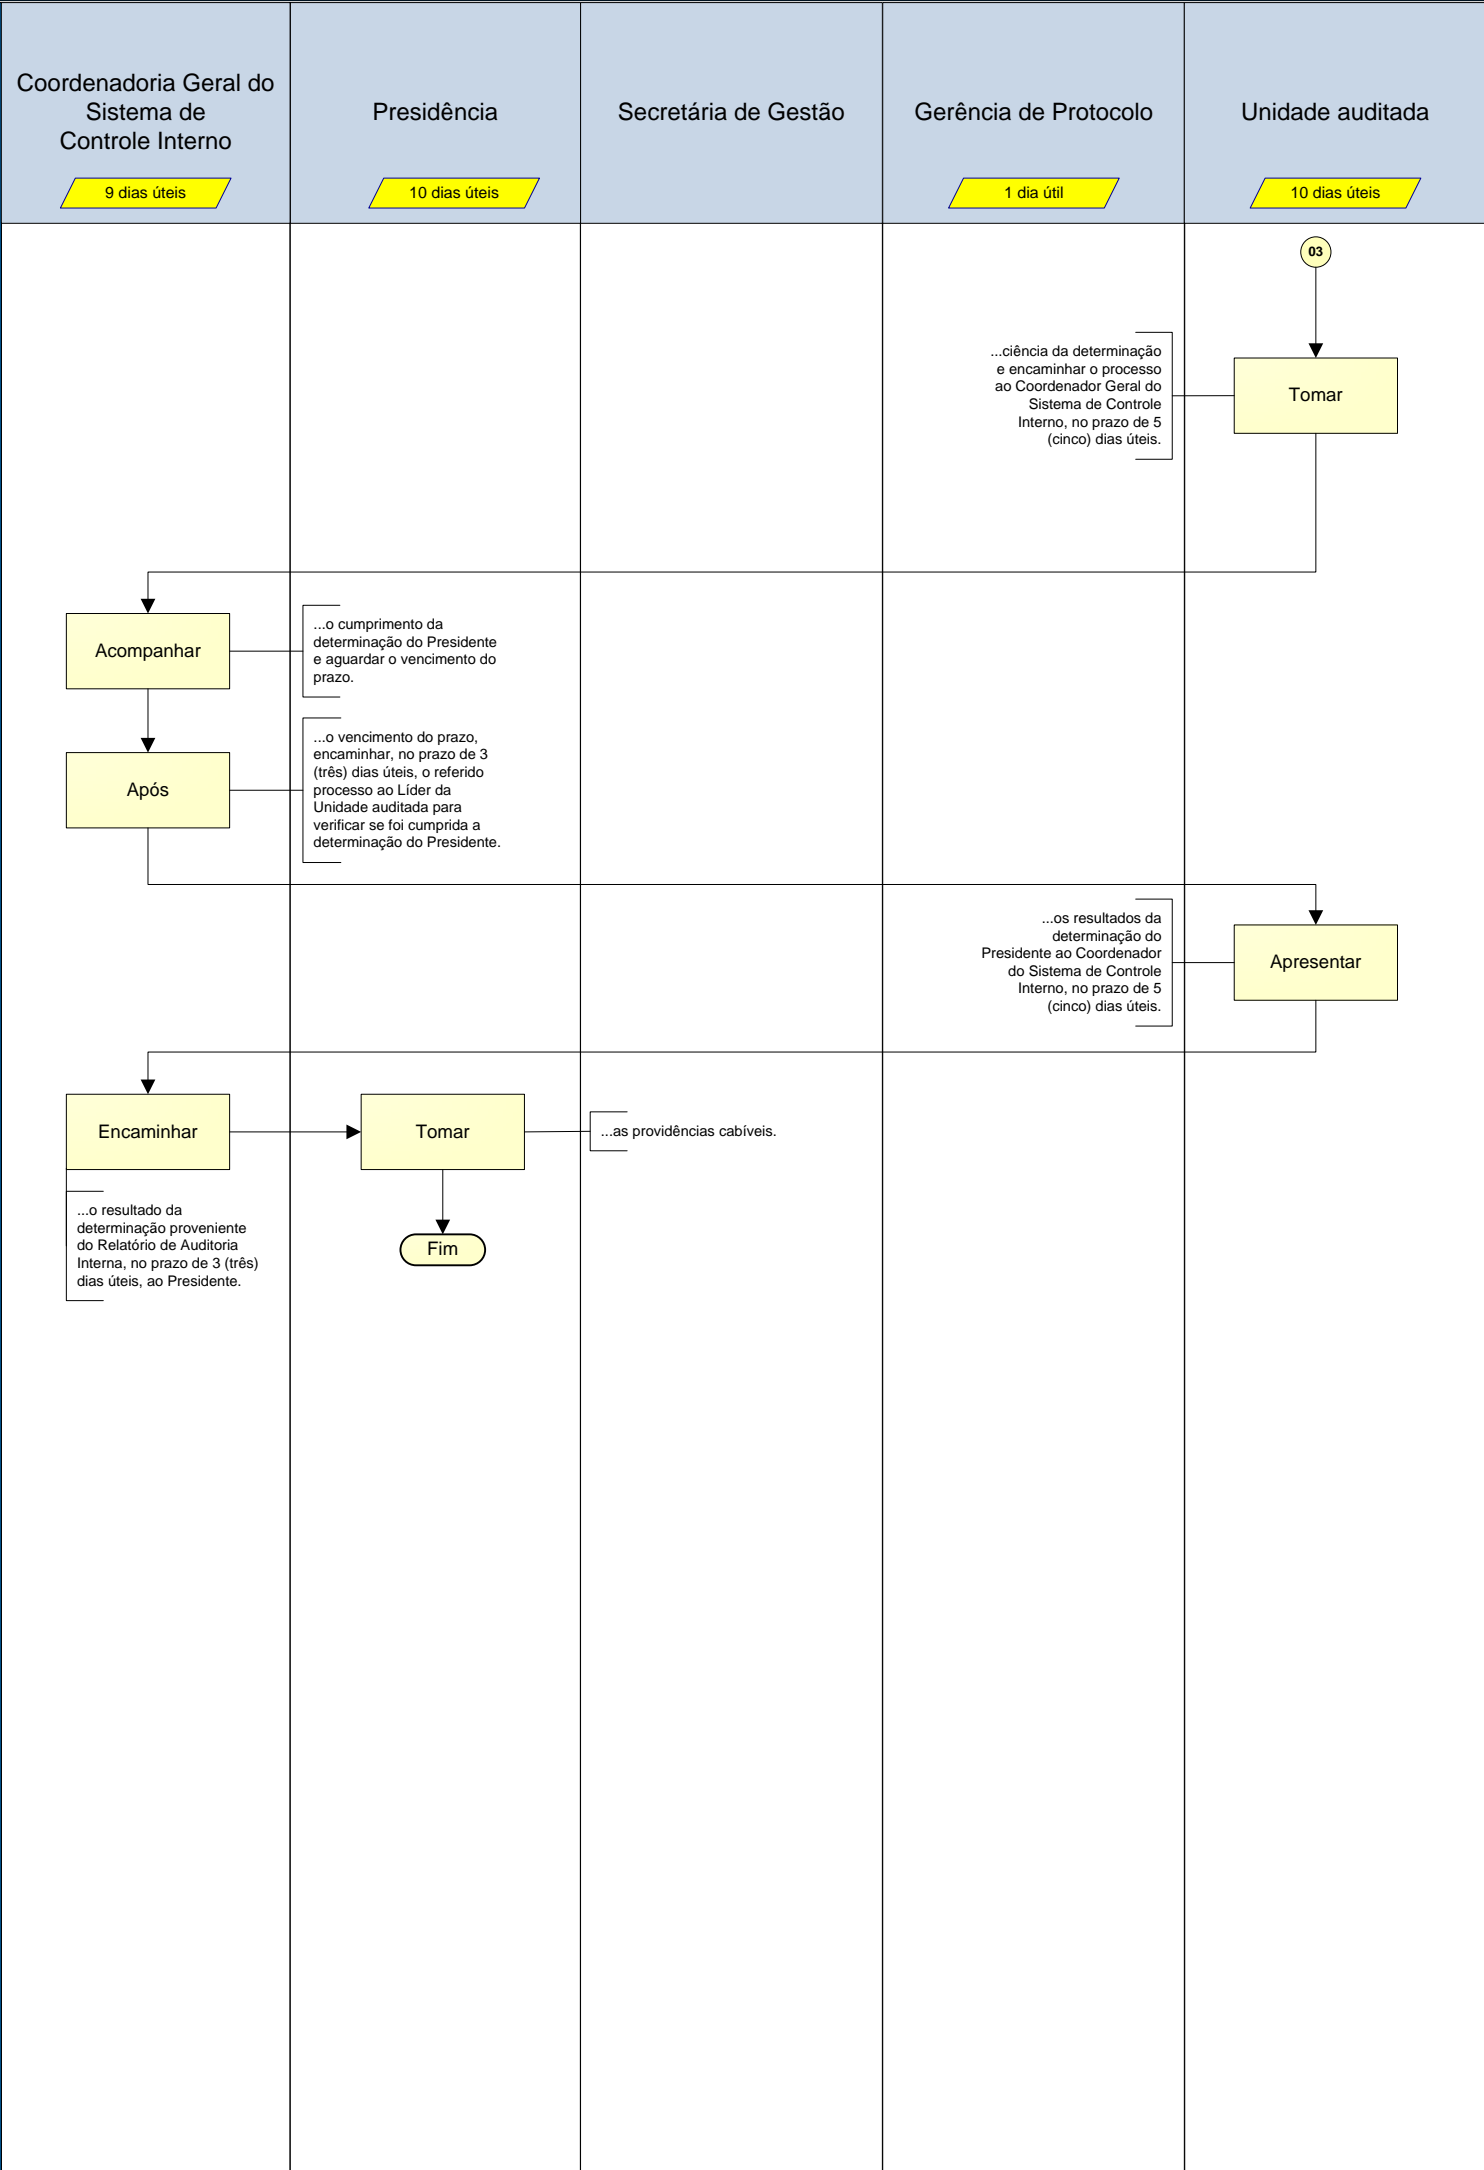 Coordenadoria Geral do
Sistema de
Controle Interno
9 dias úteis
Presidência
10 dias úteis
Secretária de Gestão
Gerência de Protocolo
1 dia útil
Unidade auditada
10 dias úteis
03
Tomar
...ciência da determinação
e encaminhar o processo
ao Coordenador Geral do
Sistema de Controle
Interno, no prazo de 5
(cinco) dias úteis.
Acompanhar
...o cumprimento da
determinação do Presidente
e aguardar o vencimento do
prazo.
Após
...o vencimento do prazo,
encaminhar, no prazo de 3
(três) dias úteis, o referido
processo ao Líder da
Unidade auditada para
verificar se foi cumprida a
determinação do Presidente.
Apresentar
...os resultados da
determinação do
Presidente ao Coordenador
do Sistema de Controle
Interno, no prazo de 5
(cinco) dias úteis.
Encaminhar
...o resultado da
determinação proveniente
do Relatório de Auditoria
Interna, no prazo de 3 (três)
dias úteis, ao Presidente.
Tomar
...as providências cabíveis.
Fim